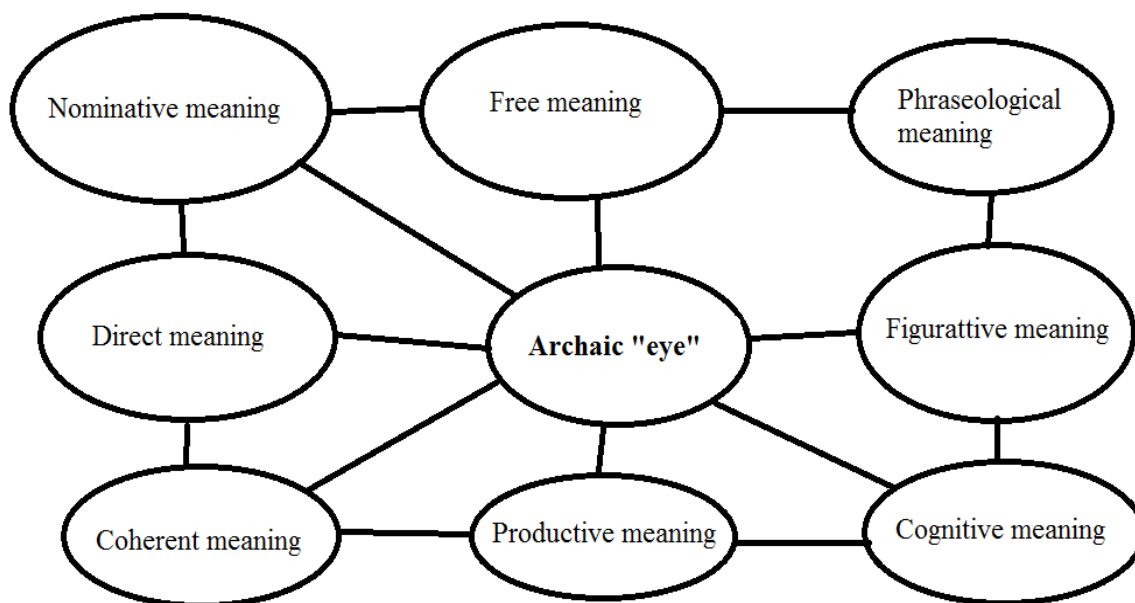 Nominative meaning
Free meaning
Phraseological
meaning
Direct meaning
Archaic "eye"
Figurattive meaning
Coherent meaning
Productive meaning
Cognitive meaning